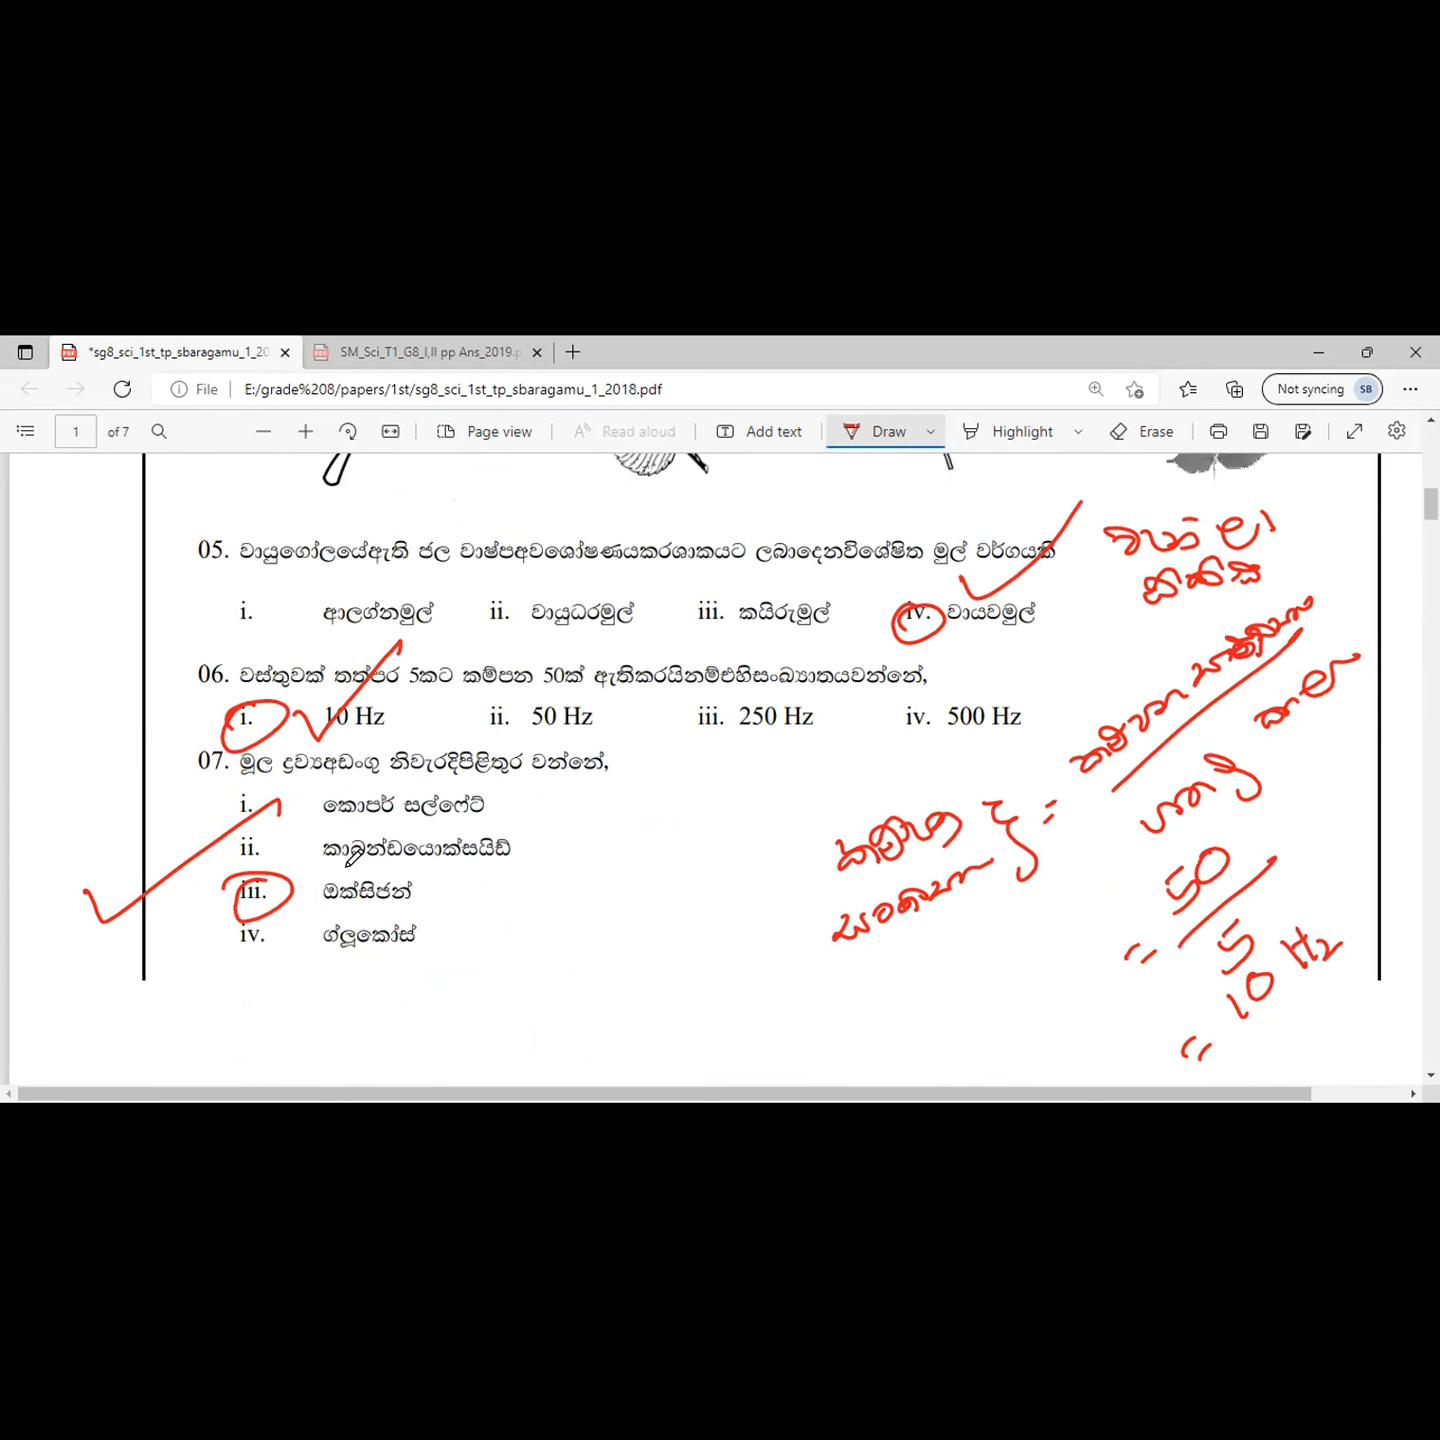 *sg8_sci_1st_tp_sbaragamu_1_20
SM_Sci_T1_G8_I,II pp Ans_2019.p
File E:/grade%208/papers/1st/sg8_sci_1st_tp_sbaragamu_1_2018.pdf Not syncing SB
1 of 7 Page view Read aloud Add text Draw Highlight Erase
05. වායුගෝලයේඇති ජල වාෂ්පඅවශෝෂණයකරශාකයට ලබාදෙනවිශේෂිත මුල් වර්ගයකි
i. ආලග්නමුල් ii. වායුධරමුල් iii. කයිරුමුල් iv. වායවමුල්
06. වස්තුවක් තත්පර 5කට කම්පන 50ක් ඇතිකරයිනම්එහිසංඛ්‍යාතයවන්නේ,
i. 10 Hz ii. 50 Hz iii. 250 Hz iv. 500 Hz
07. මූල ද්‍රව්‍යඅඩංගු නිවැරදිපිළිතුර වන්නේ,
i. කොපර් සල්ෆේට්
ii. කාබන්ඩයොක්සයිඩ්
iii. ඔක්සිජන්
iv. ග්ලූකෝස්
කම්පන
=
කාලය
= 50
5
= 10 Hz